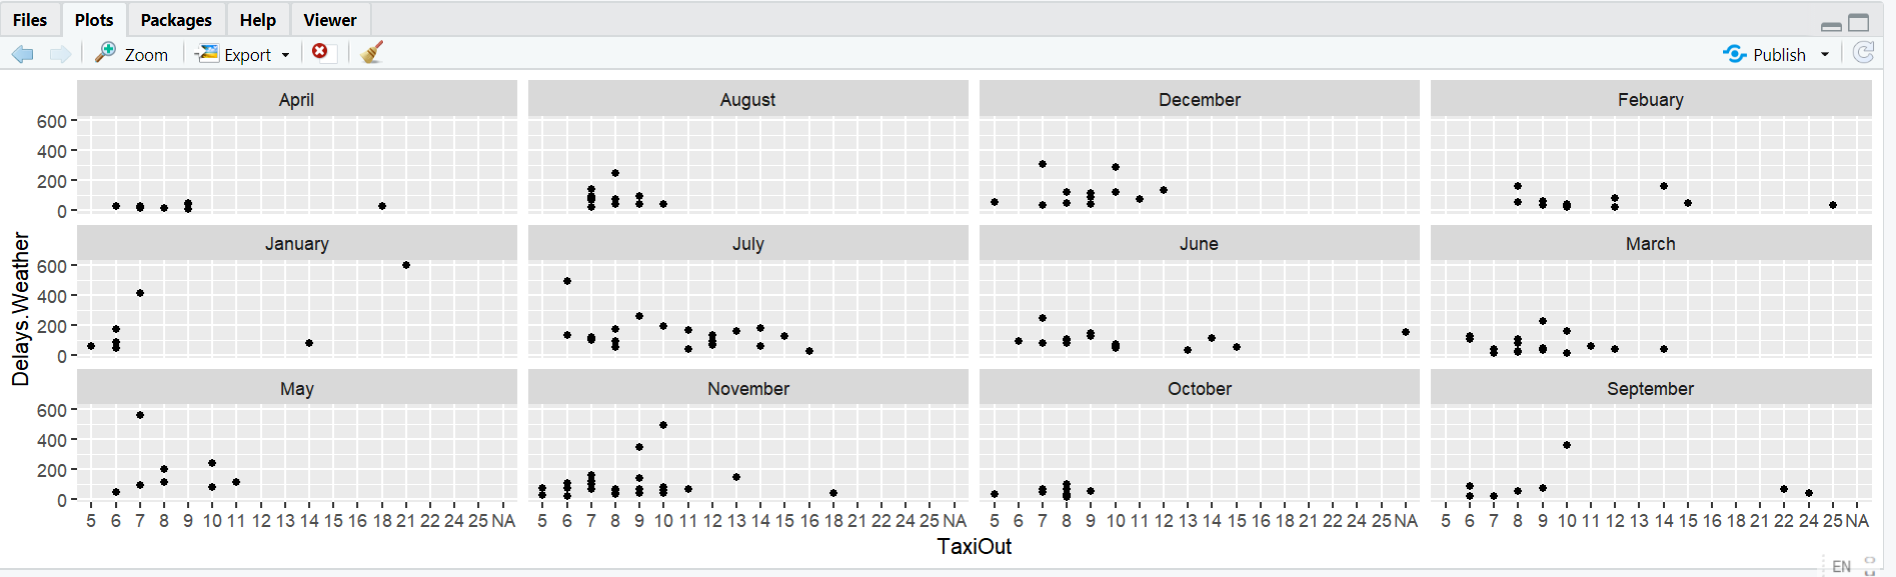 Files Plots Packages Help Viewer
Zoom Export Publish
April August December Febuary
600
400
200
0
January July June March
600
400
200
0
May November October September
600
400
200
0
Delays.Weather
5 6 7 8 9 10 11 12 13 14 15 16 18 21 22 24 25 NA 5 6 7 8 9 10 11 12 13 14 15 16 18 21 22 24 25 NA 5 6 7 8 9 10 11 12 13 14 15 16 18 21 22 24 25 NA 5 6 7 8 9 10 11 12 13 14 15 16 18 21 22 24 25 NA
TaxiOut
EN